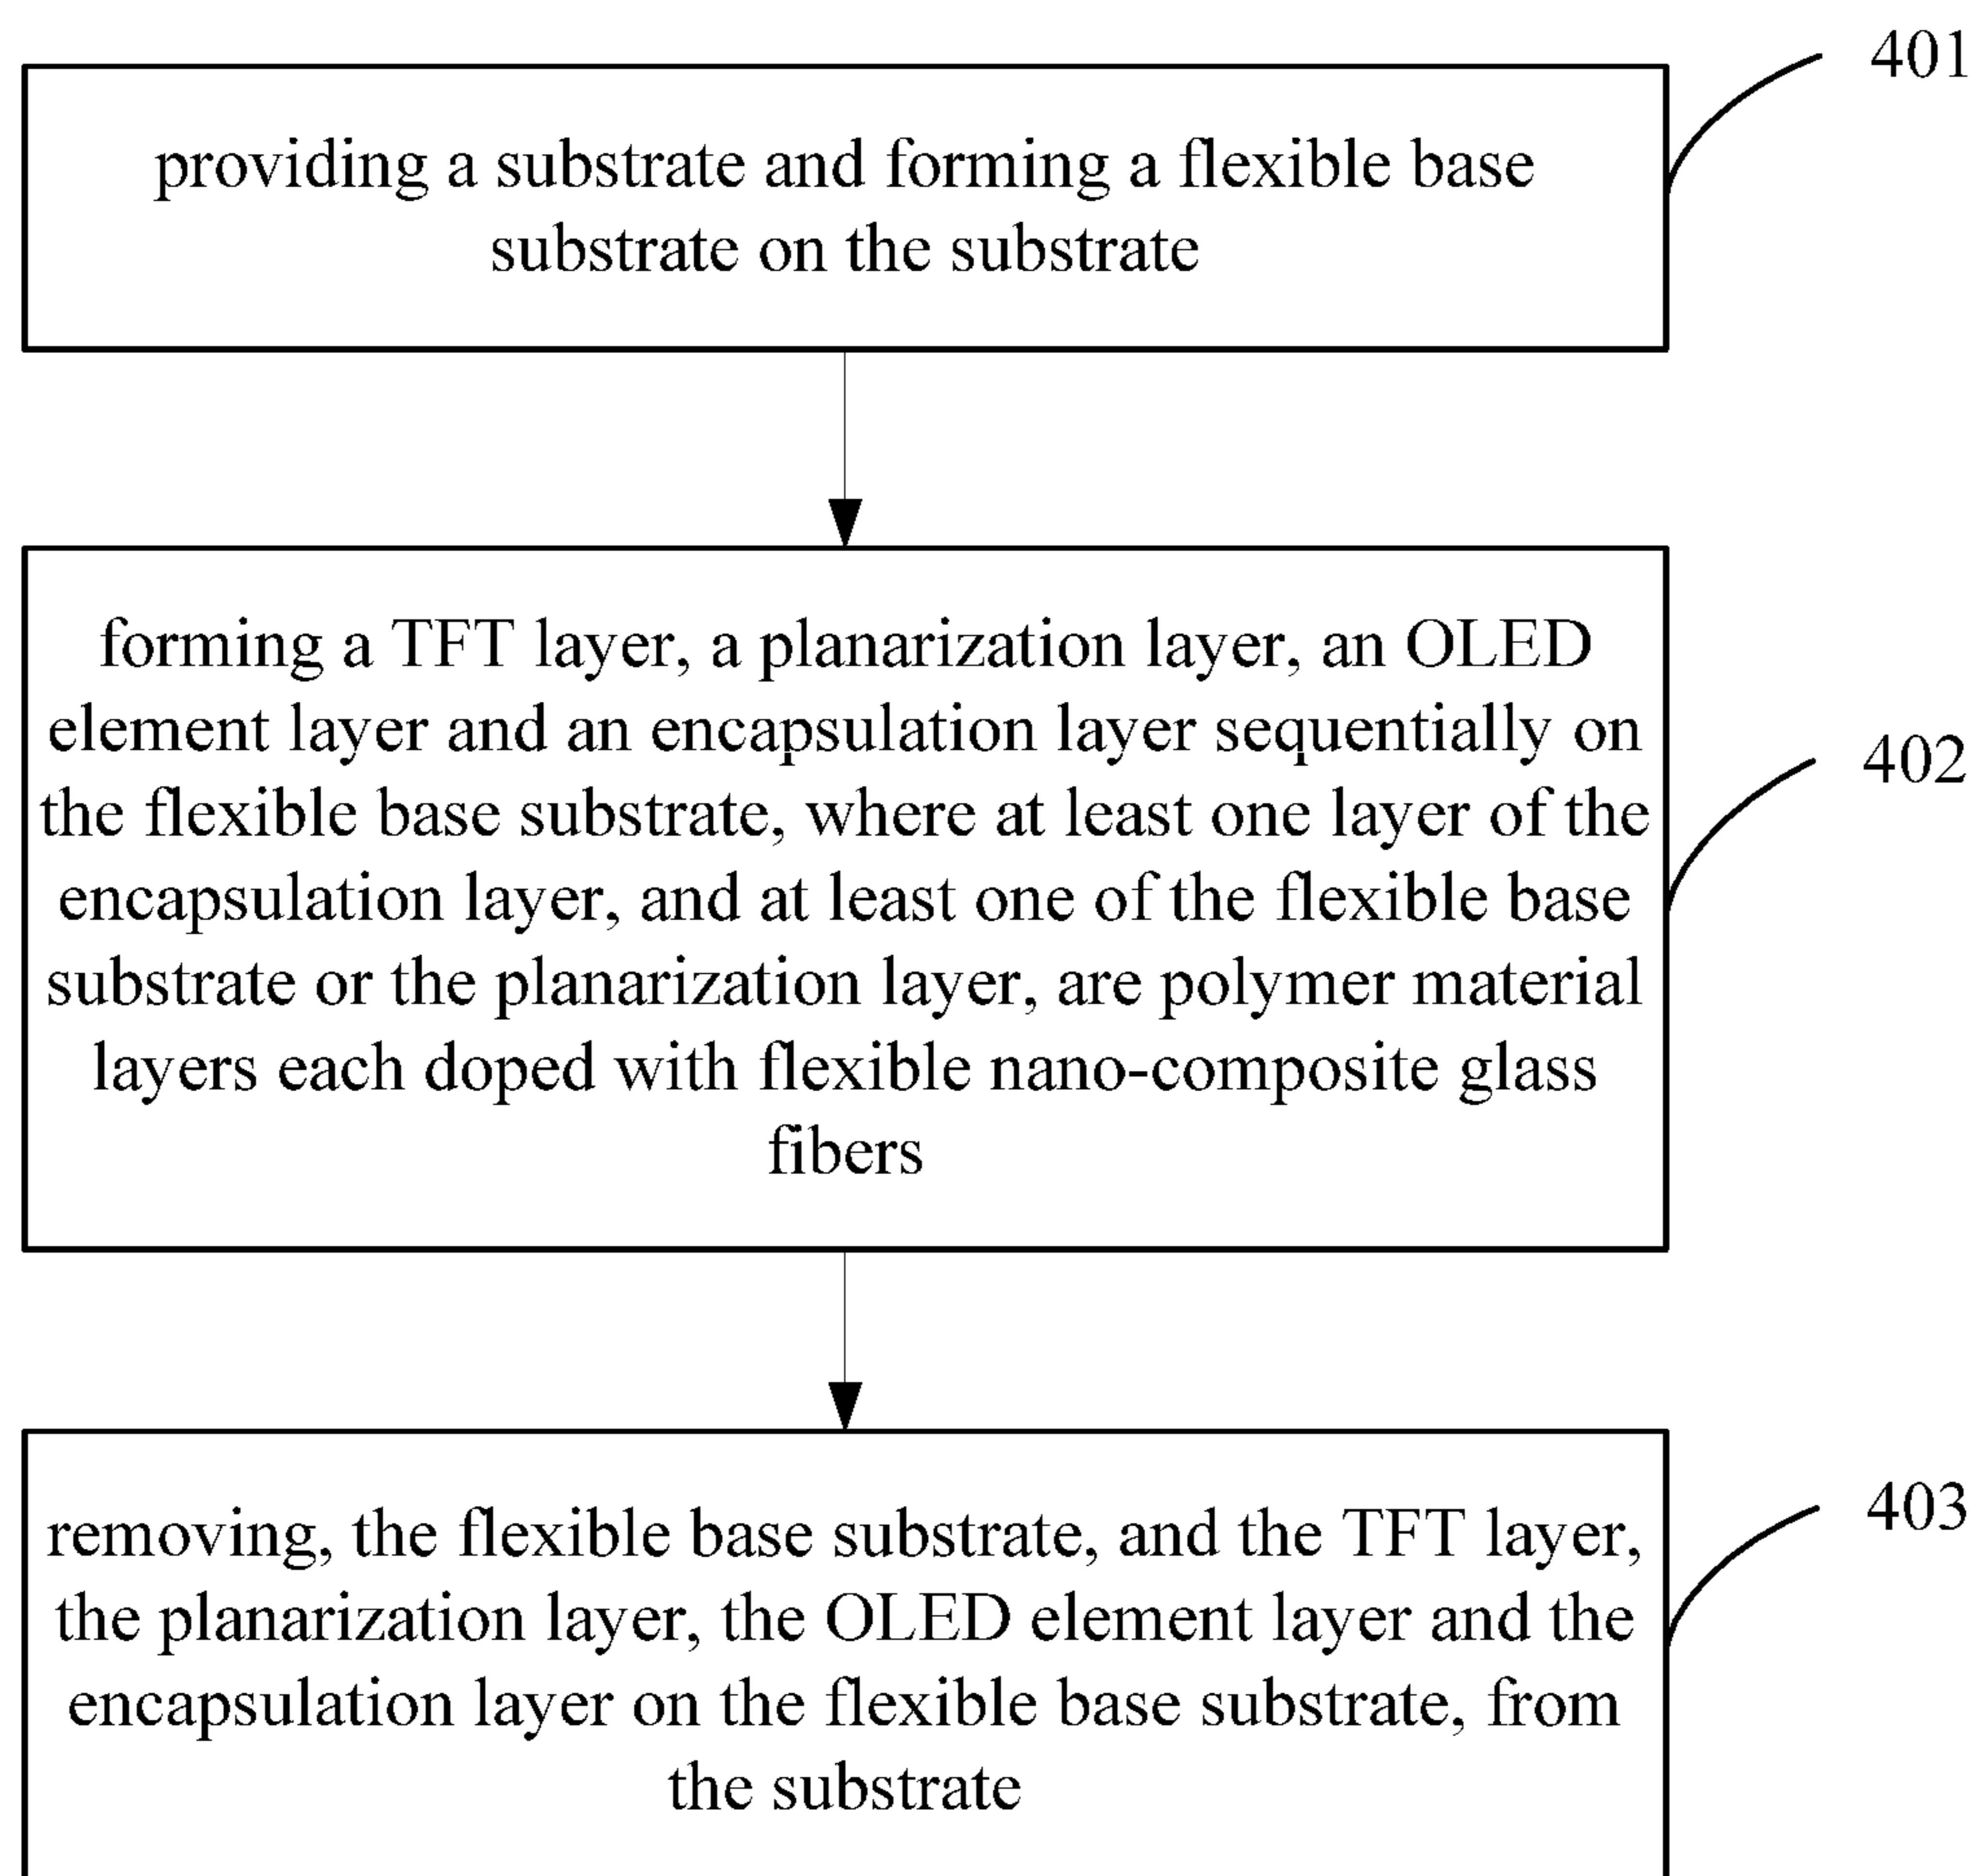 401
providing a substrate and forming a flexible base
substrate on the substrate
forming a TFT layer, a planarization layer, an OLED
element layer and an encapsulation layer sequentially on
402
the flexible base substrate, where at least one layer of the
encapsulation layer, and at least one of the flexible base
substrate or the planarization layer, are polymer material
layers each doped with flexible nano-composite glass
fibers
403
removing, the flexible base substrate, and the TFT layer,
the planarization layer, the OLED element layer and the
encapsulation layer on the flexible base substrate, from
the substrate